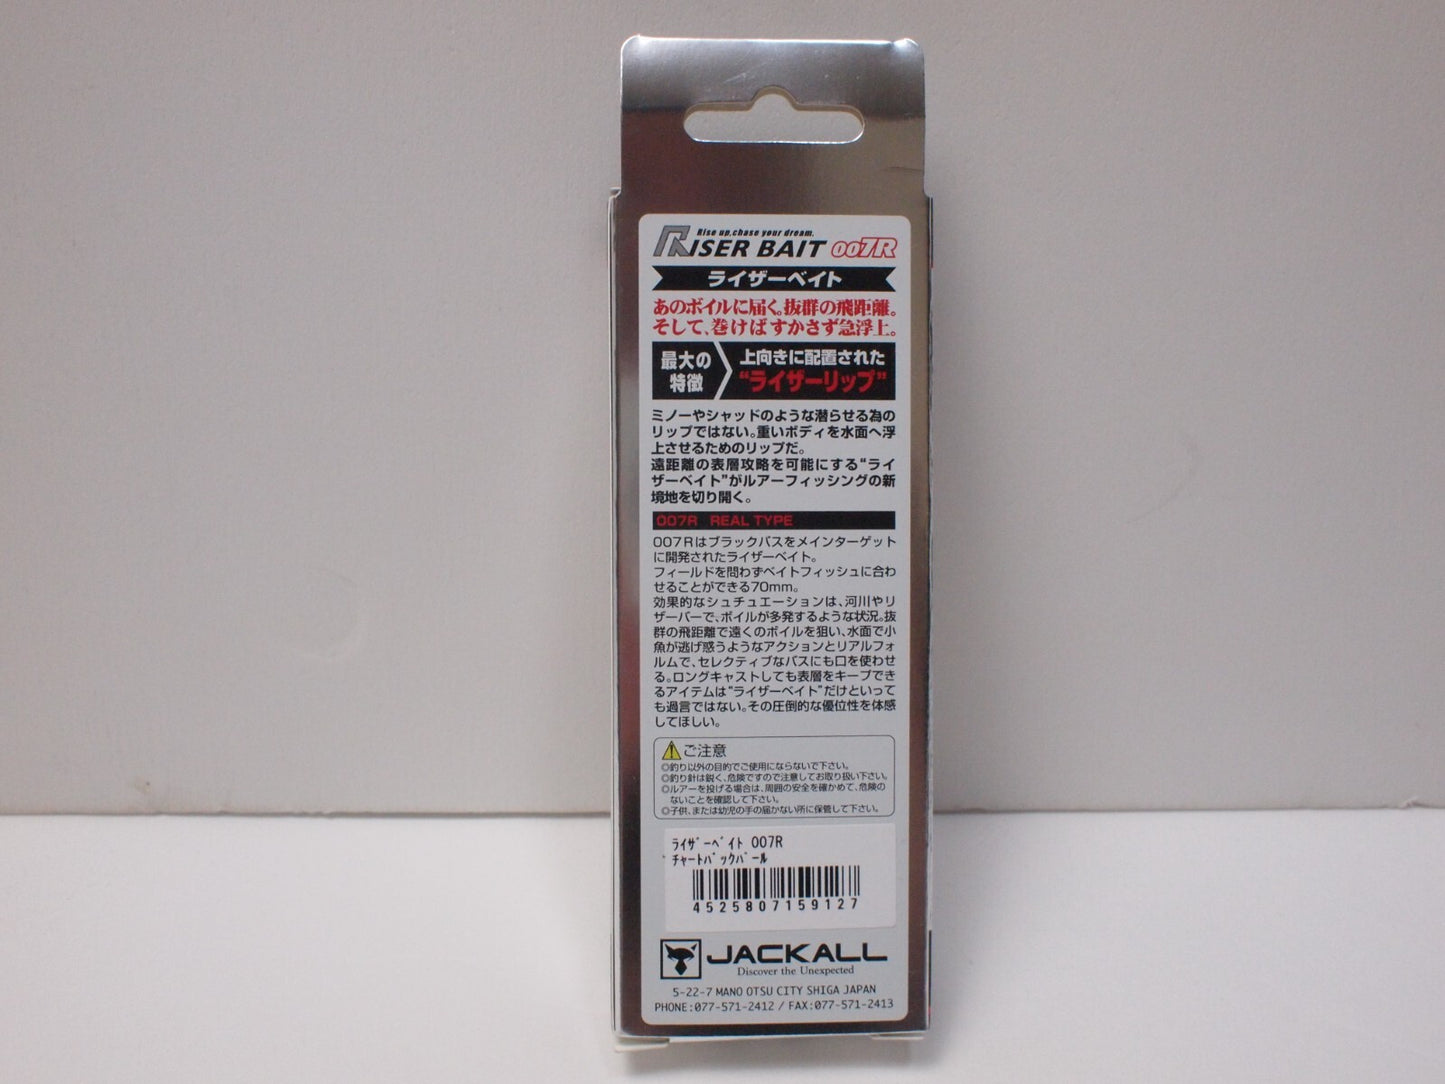 Rise up,chase your dream.
RISER BAIT 007R
ライザーベイト
あのボイルに届く。抜群の飛距離。
そして、巻けばすかさず急浮上。
最大の
特徴
上向きに配置された
“ライザーリップ”
ミノーやシャッドのような潜らせる為の
リップではない。重いボディを水面へ浮
上させるためのリップだ。
遠距離の表層攻略を可能にする“ライ
ザーベイト”がルアーフィッシングの新
境地を切り開く。
007R REAL TYPE
007Rはブラックバスをメインターゲット
に開発されたライザーベイト。
フィールドを問わずベイトフィッシュに合わ
せることができる70mm。
効果的なシュチュエーションは、河川やリ
ザーバーで、ボイルが多発するような状況。抜
群の飛距離で遠くのボイルを狙い、水面で小
魚が逃げ惑うようなアクションとリアルフォ
ルムで、セレクティブなバスにも口を使わせ
る。ロングキャストしても表層をキープでき
るアイテムは“ライザーベイト”だけといって
も過言ではない。その圧倒的な優位性を体感
してほしい。
ご注意
◎釣り以外の目的でご使用にならないで下さい。
◎釣り針は鋭く、危険ですので注意してお取り扱い下さい。
◎ルアーを投げる場合は、周囲の安全を確かめて、危険の
ないことを確認して下さい。
◎子供、または幼児の手の届かない所に保管して下さい。
ﾗｲｻﾞｰﾍﾞｲﾄ 007R
ﾁｬｰﾄﾊﾞｯｸﾊﾟｰﾙ
4525807159127
JACKALL
Discover the Unexpected
5-22-7 MANO OTSU CITY SHIGA JAPAN
PHONE:077-571-2412 / FAX:077-571-2413